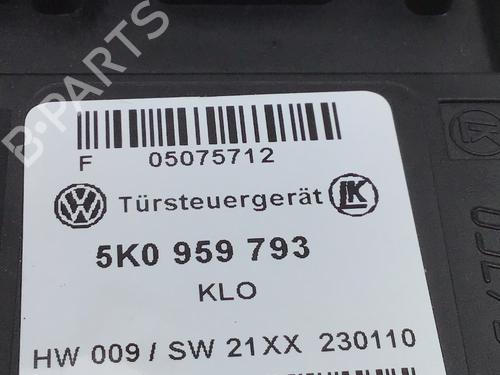 B-PARTS
F 05075712
Türsteuergerät
5K0 959 793
KLO
HW 009 / SW 21XX 230110